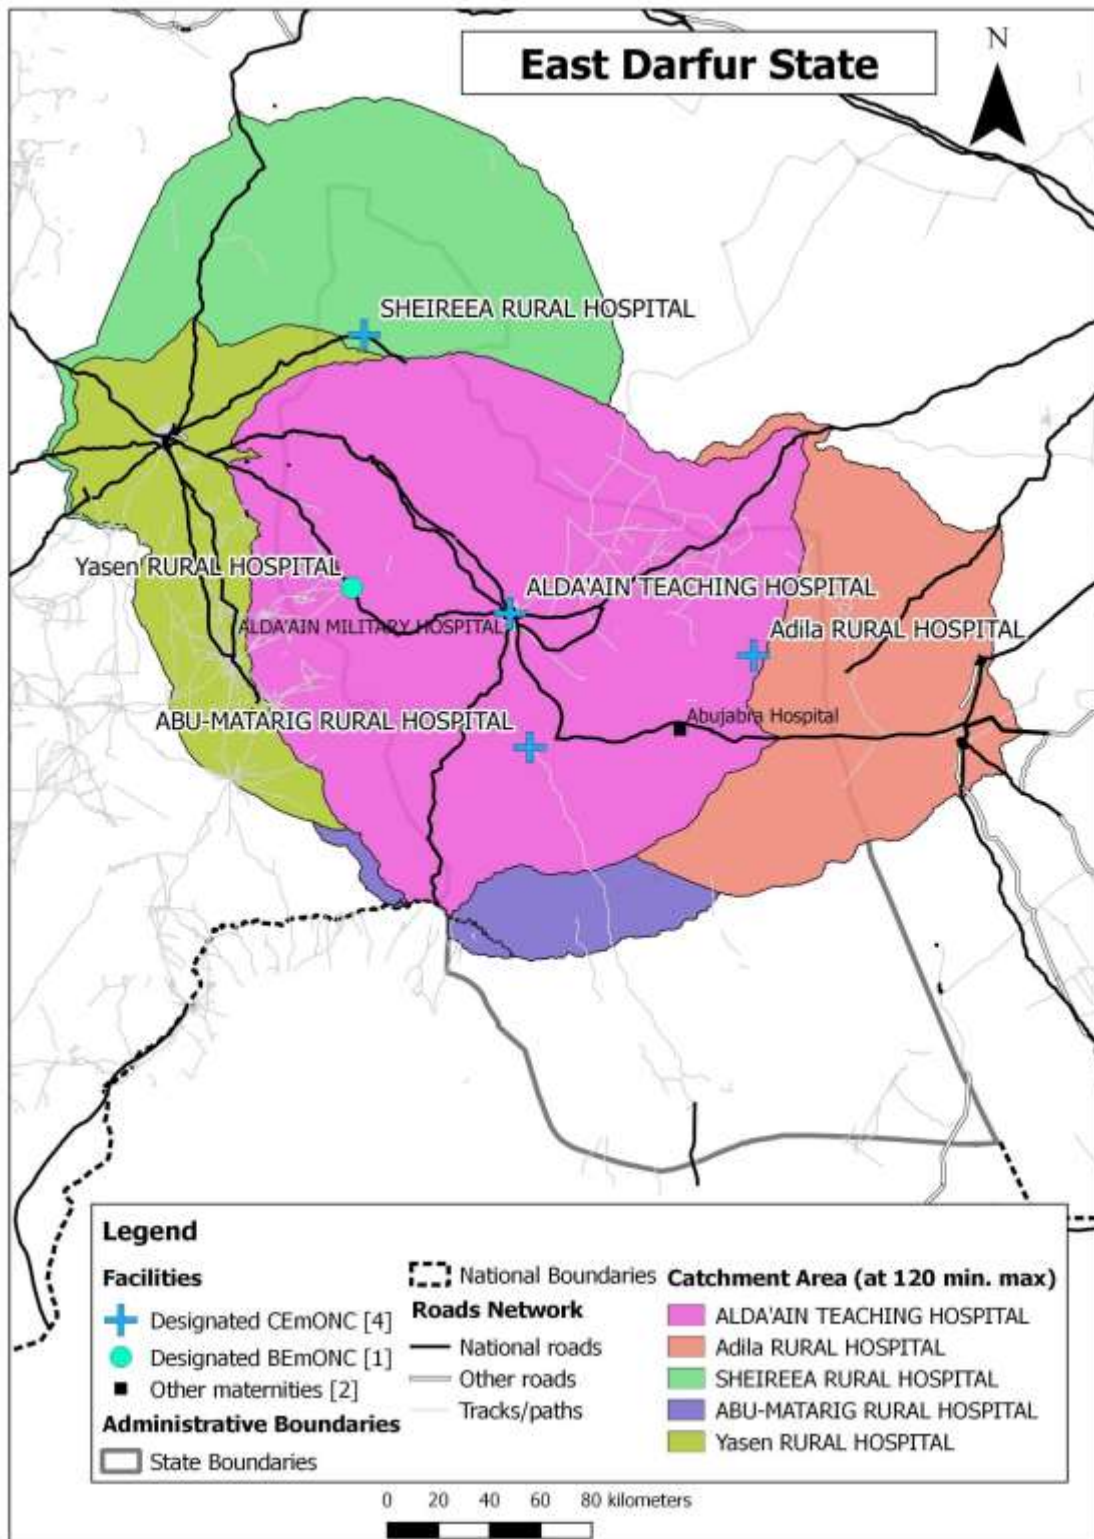 East Darfur State
N
SHEIREEA RURAL HOSPITAL
Yasen RURAL HOSPITAL
ALDA'AIN TEACHING HOSPITAL
ALDA'AIN MILITARY HOSPITAL
Adila RURAL HOSPITAL
ABU-MATARIG RURAL HOSPITAL
Abujabra Hospital
Legend
Facilities
Designated CEmONC [4]
Designated BEmONC [1]
Other maternities [2]
Administrative Boundaries
State Boundaries
National Boundaries
Roads Network
National roads
Other roads
Tracks/paths
Catchment Area (at 120 min. max)
ALDA'AIN TEACHING HOSPITAL
Adila RURAL HOSPITAL
SHEIREEA RURAL HOSPITAL
ABU-MATARIG RURAL HOSPITAL
Yasen RURAL HOSPITAL
0 20 40 60 80 kilometers